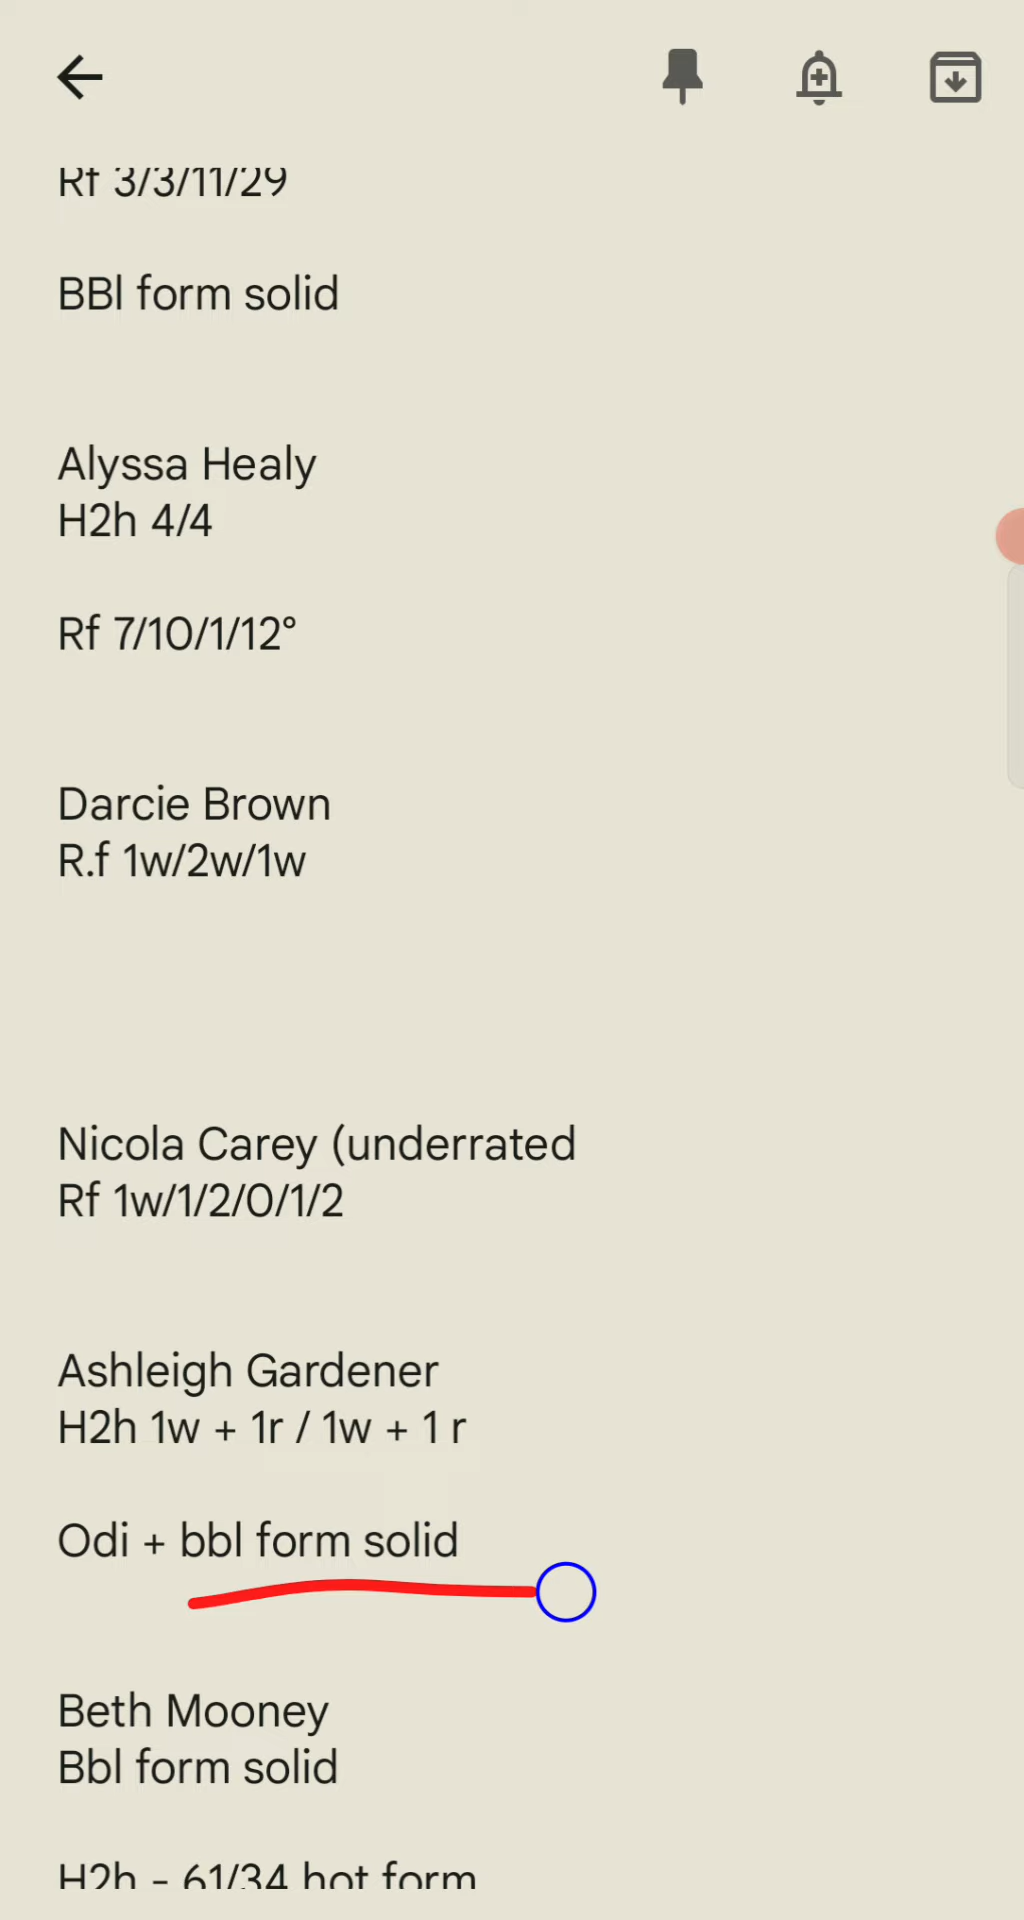 Rf 3/3/11/29
BBl form solid
Alyssa Healy
H2h 4/4
Rf 7/10/1/12°
Darcie Brown
R.f 1w/2w/1w
Nicola Carey (underrated
Rf 1w/1/2/0/1/2
Ashleigh Gardener
H2h 1w + 1r / 1w + 1 r
Odi + bbl form solid
Beth Mooney
Bbl form solid
H2h - 61/34 hot form